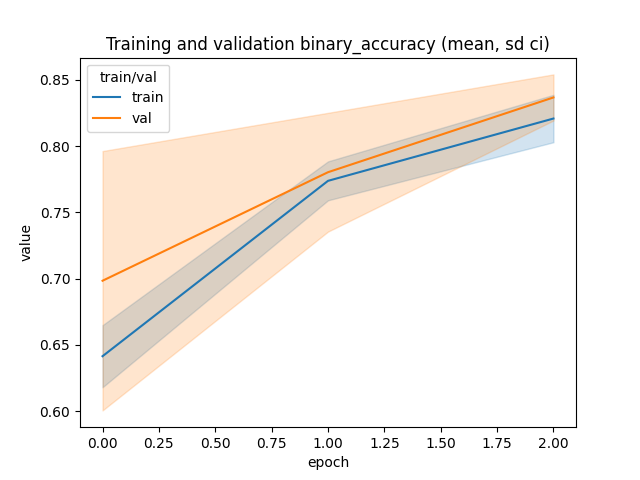 Training and validation binary_accuracy (mean, sd ci)
train/val
train
val
0.85
0.80
0.75
0.70
0.65
0.60
value
0.00 0.25 0.50 0.75 1.00 1.25 1.50 1.75 2.00
epoch